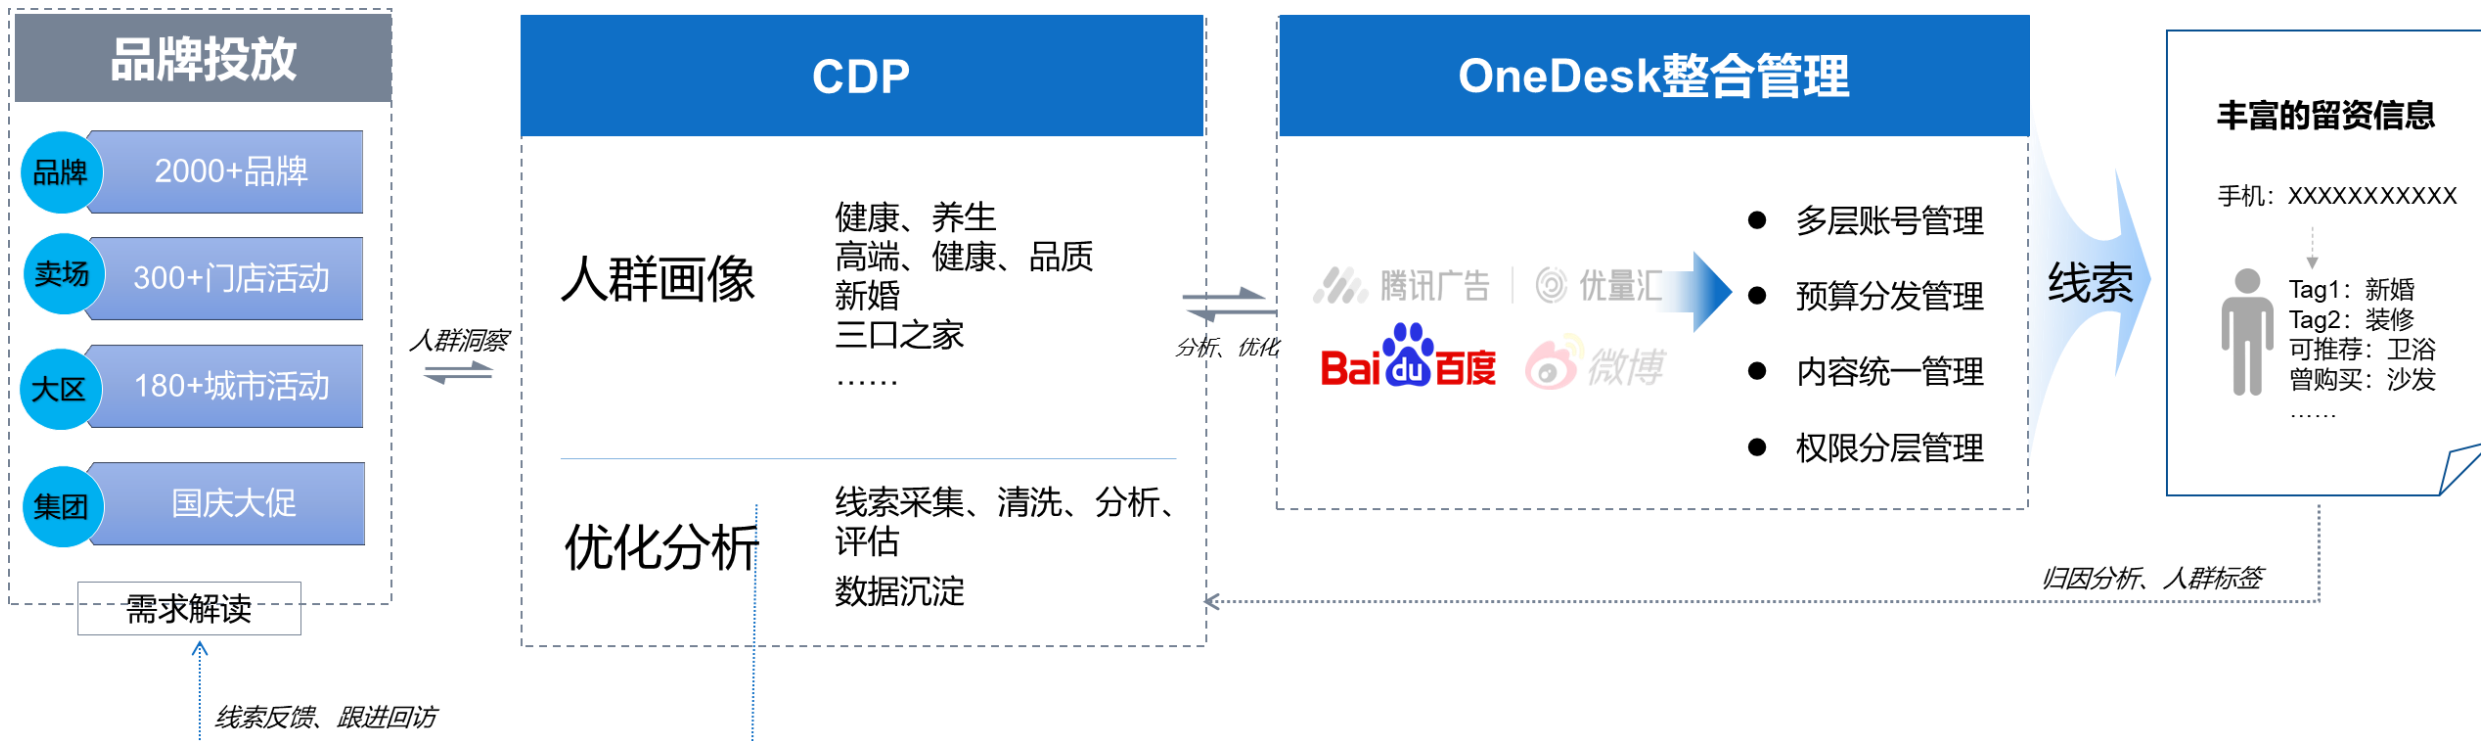 品牌投放
品牌
2000+品牌
卖场
300+门店活动
大区
180+城市活动
集团
国庆大促
需求解读
线索反馈、跟进回访
人群洞察
CDP
人群画像
健康、养生
高端、健康、品质
新婚
三口之家
……
优化分析
线索采集、清洗、分析、
评估
数据沉淀
分析、优化
OneDesk整合管理
腾讯广告 | 优量汇
Bai du 百度
微博
● 多层账号管理
● 预算分发管理
● 内容统一管理
● 权限分层管理
线索
丰富的留资信息
手机：XXXXXXXXXXX
Tag1：新婚
Tag2：装修
可推荐：卫浴
曾购买：沙发
……
归因分析、人群标签